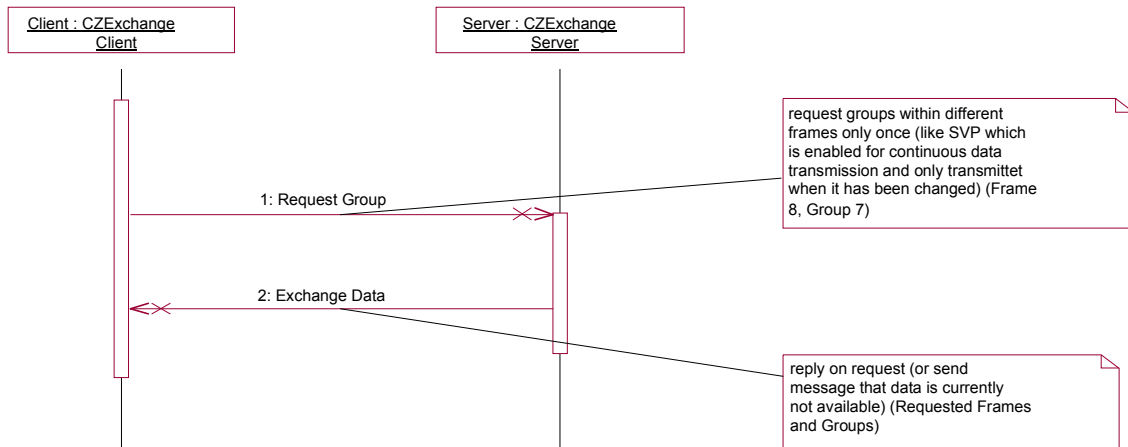 Client : CZExchange
Client
Server : CZExchange
Server
request groups within different
frames only once (like SVP which
is enabled for continuous data
transmission and only transmittet
when it has been changed) (Frame
8, Group 7)
1: Request Group
2: Exchange Data
reply on request (or send
message that data is currently
not available) (Requested Frames
and Groups)